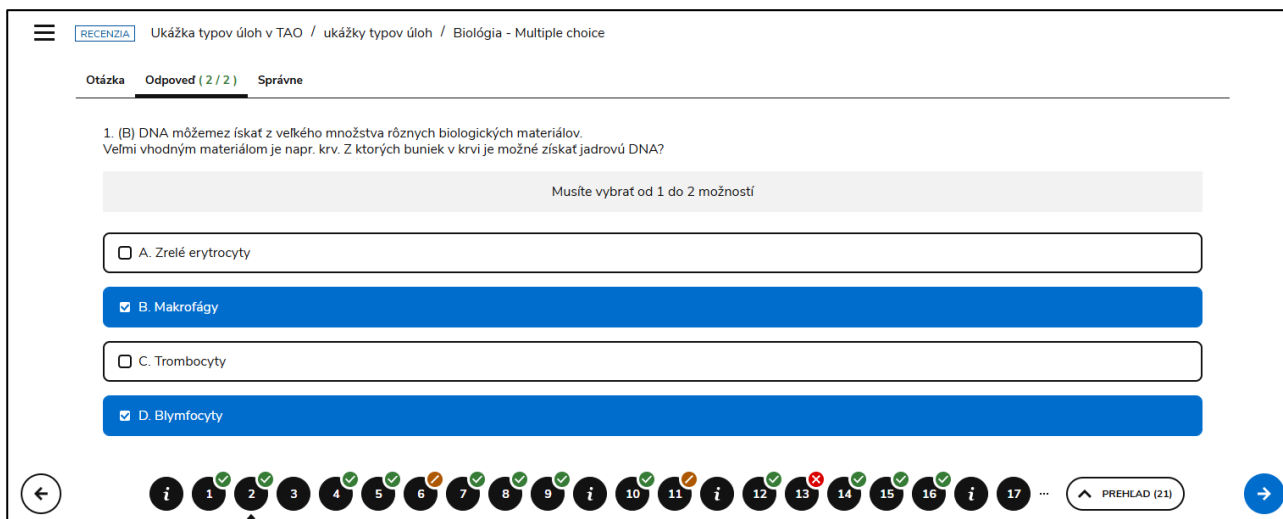 RECENZIA Ukážka typov úloh v TAO / ukážky typov úloh / Biológia - Multiple choice
Otázka Odpoveď ( 2 / 2 ) Správne
1. (B) DNA môžemez ískať z veľkého množstva rôznych biologických materiálov.
Veľmi vhodným materiálom je napr. krv. Z ktorých buniek v krvi je možné získať jadrovú DNA?
Musíte vybrať od 1 do 2 možností
A. Zrelé erytrocyty
B. Makrofágy
C. Trombocyty
D. Blymfocyty
i 1 2 3 4 5 6 7 8 9 i 10 11 i 12 13 14 15 16 i 17 ... PREHĽAD (21)